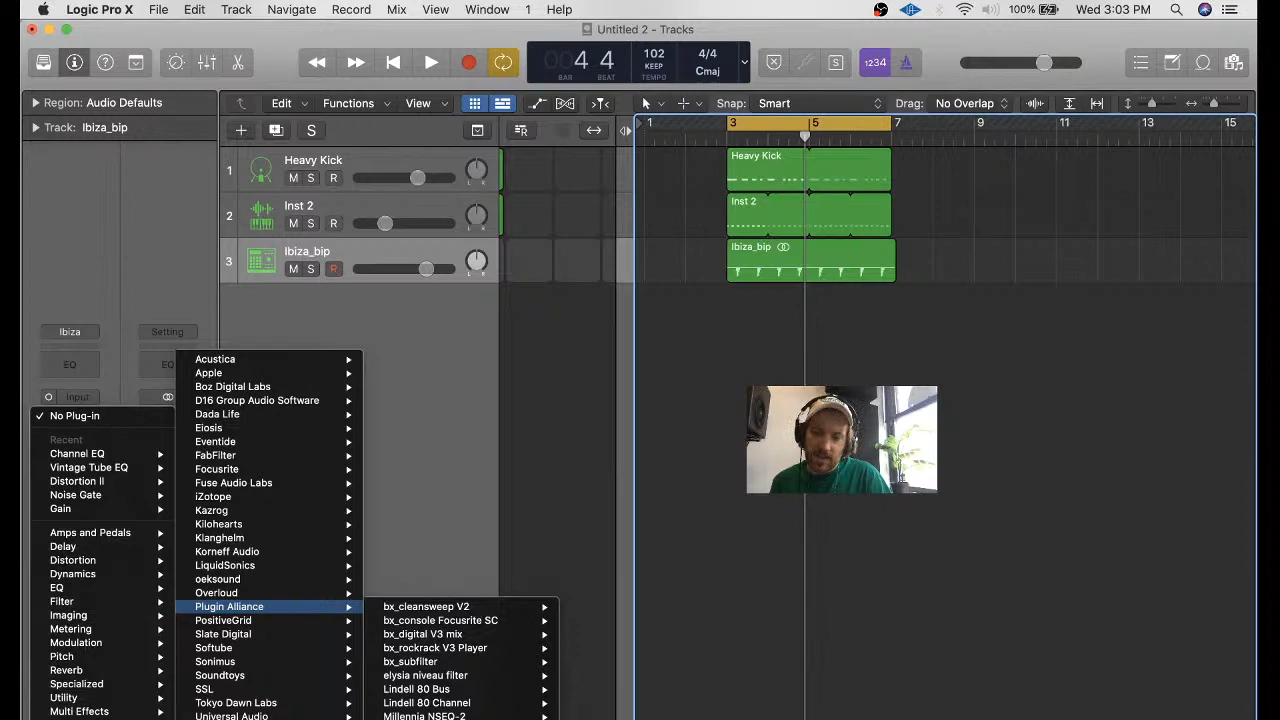 Logic Pro X File Edit Track Navigate Record Mix View Window 1 Help 100% Wed 3:03 PM
Untitled 2 - Tracks
004 4 102 4/4
KEEP Cmaj
BAR BEAT TEMPO
S 1234
Region: Audio Defaults
Edit Functions View Snap: Smart Drag: No Overlap
Track: Ibiza_bip
S R
1 3 5 7 9 11 13 15
1 Heavy Kick
M S R L R
Heavy Kick
2 Inst 2
M S R L R
Inst 2
3 Ibiza_bip
M S R L R
Ibiza_bip
Ibiza Setting
EQ EQ
Input
No Plug-in
Recent
Channel EQ
Vintage Tube EQ
Distortion II
Noise Gate
Gain
Amps and Pedals
Delay
Distortion
Dynamics
EQ
Filter
Imaging
Metering
Modulation
Pitch
Reverb
Specialized
Utility
Multi Effects
Acustica
Apple
Boz Digital Labs
D16 Group Audio Software
Dada Life
Eiosis
Eventide
FabFilter
Focusrite
Fuse Audio Labs
iZotope
Kazrog
Kilohearts
Klanghelm
Korneff Audio
LiquidSonics
oeksound
Overloud
Plugin Alliance
PositiveGrid
Slate Digital
Softube
Sonimus
Soundtoys
SSL
Tokyo Dawn Labs
Universal Audio
bx_cleansweep V2
bx_console Focusrite SC
bx_digital V3 mix
bx_rockrack V3 Player
bx_subfilter
elysia niveau filter
Lindell 80 Bus
Lindell 80 Channel
Millennia NSEQ-2